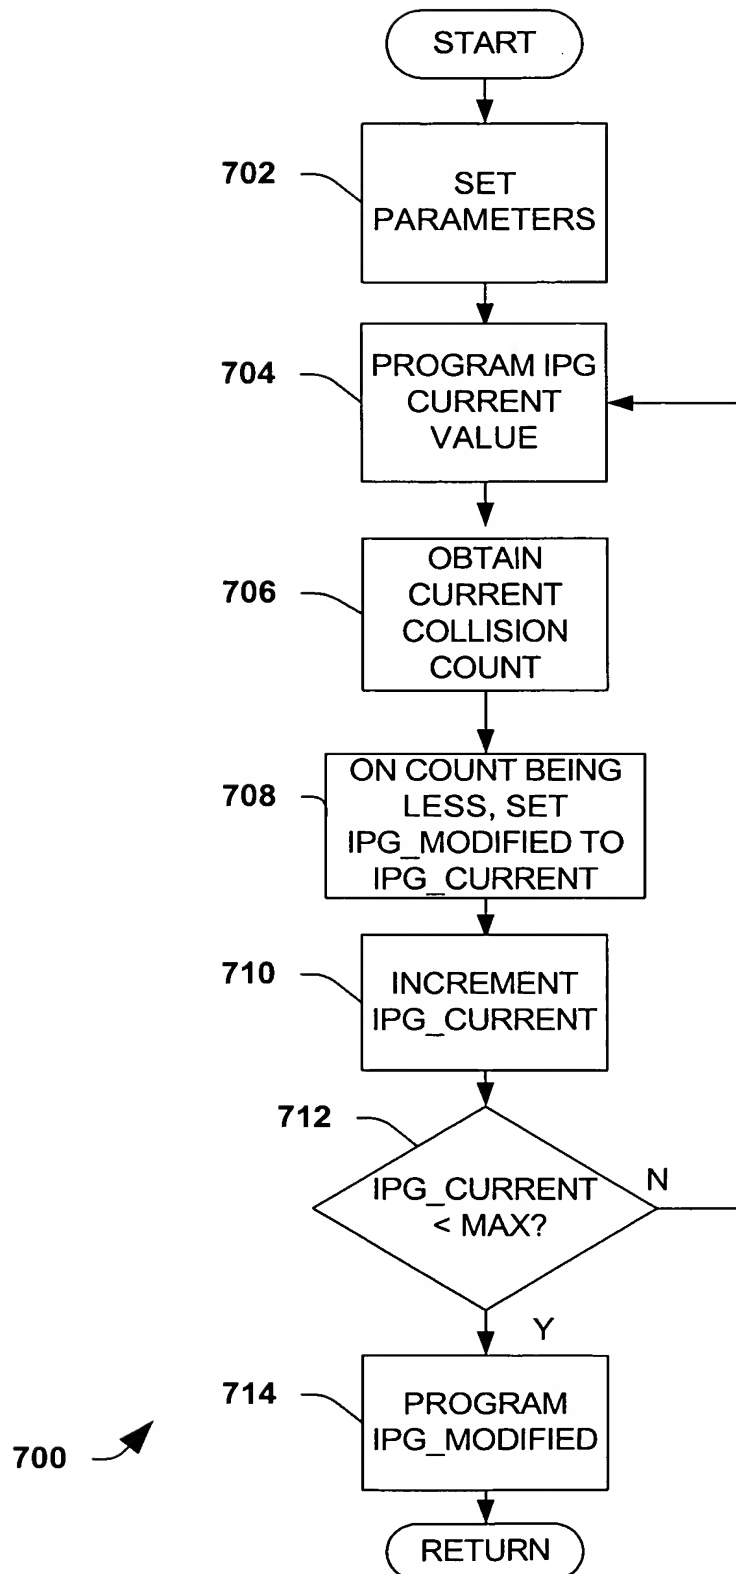 START
702
SET
PARAMETERS
704
PROGRAM IPG
CURRENT
VALUE
706
OBTAIN
CURRENT
COLLISION
COUNT
708
ON COUNT BEING
LESS, SET
IPG_MODIFIED TO
IPG_CURRENT
710
INCREMENT
IPG_CURRENT
712
IPG_CURRENT
< MAX?
N
Y
714
PROGRAM
IPG_MODIFIED
700
RETURN